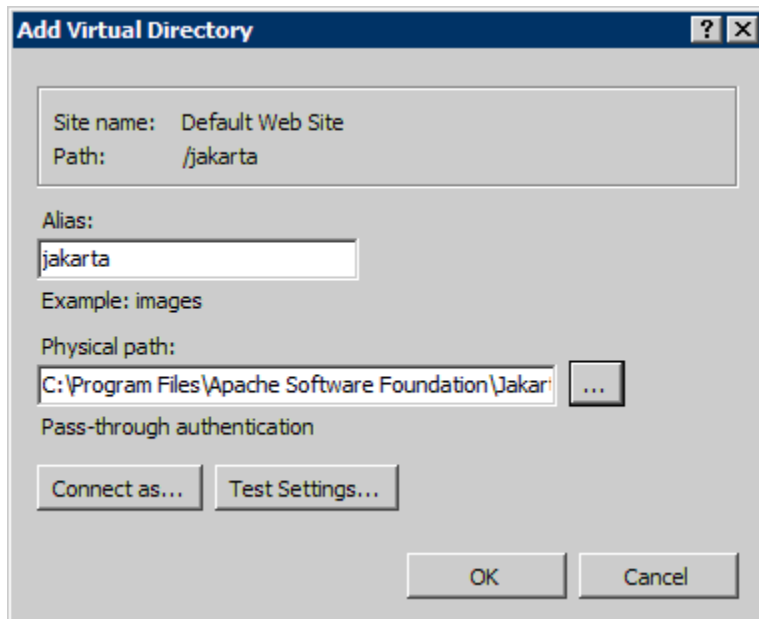 Add Virtual Directory
Site name: Default Web Site
Path: /jakarta
Alias:
jakarta
Example: images
Physical path:
C:\Program Files\Apache Software Foundation\Jakar
...
Pass-through authentication
Connect as... Test Settings...
OK Cancel